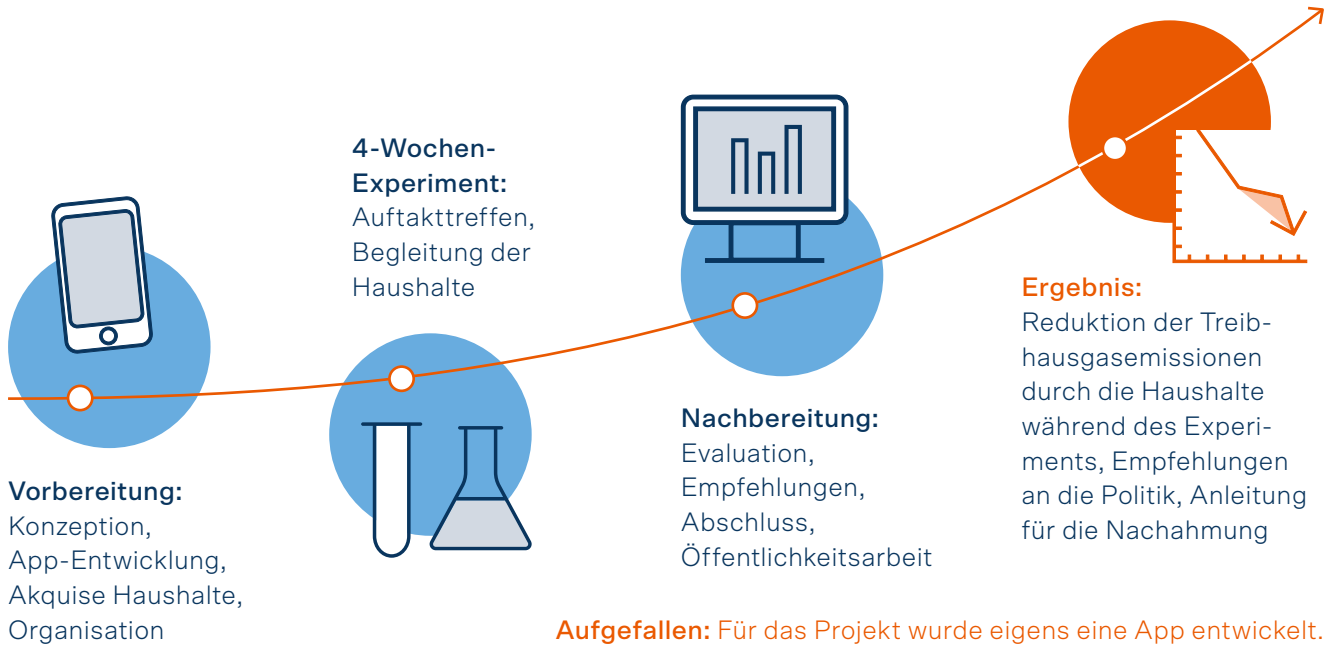 Vorbereitung:
Konzeption,
App-Entwicklung,
Akquise Haushalte,
Organisation
4-Wochen-
Experiment:
Auftakttreffen,
Begleitung der
Haushalte
Nachbereitung:
Evaluation,
Empfehlungen,
Abschluss,
Öffentlichkeitsarbeit
Ergebnis:
Reduktion der Treib-
hausgasemissionen
durch die Haushalte
während des Experi-
ments, Empfehlungen
an die Politik, Anleitung
für die Nachahmung
Aufgefallen: Für das Projekt wurde eigens eine App entwickelt.